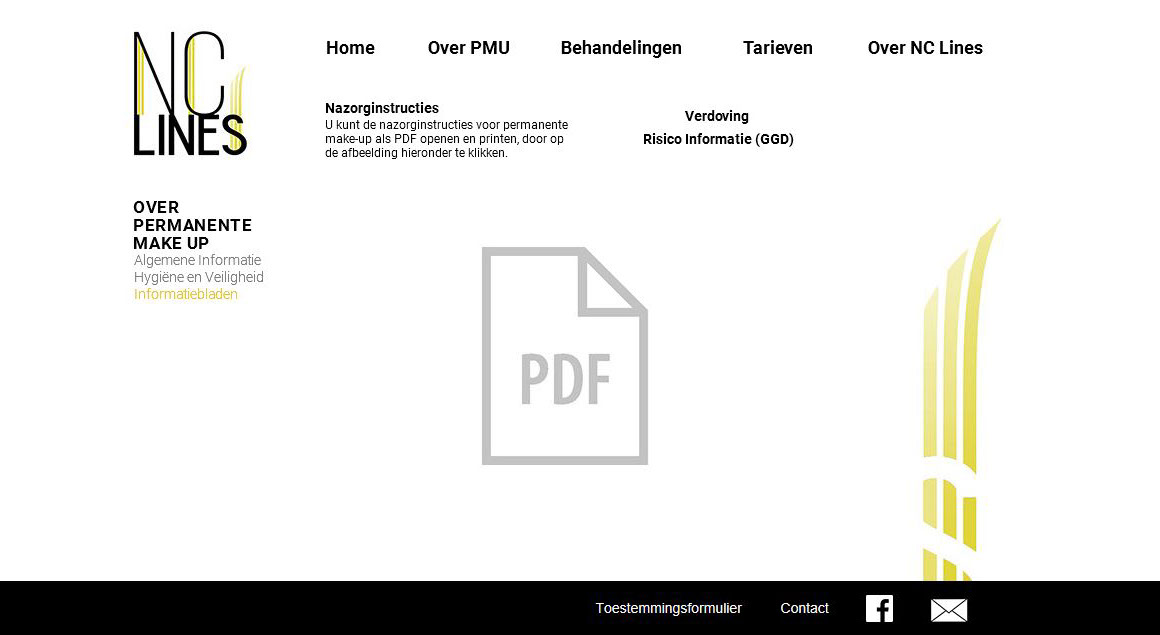 NC
LINES
Home
Over PMU
Behandelingen
Tarieven
Over NC Lines
Nazorginstructies
U kunt de nazorginstructies voor permanente
make-up als PDF openen en printen, door op
de afbeelding hieronder te klikken.
Verdoving
Risico Informatie (GGD)
OVER
PERMANENTE
MAKE UP
Algemene Informatie
Hygiëne en Veiligheid
Informatiebladen
PDF
Toestemmingsformulier
Contact